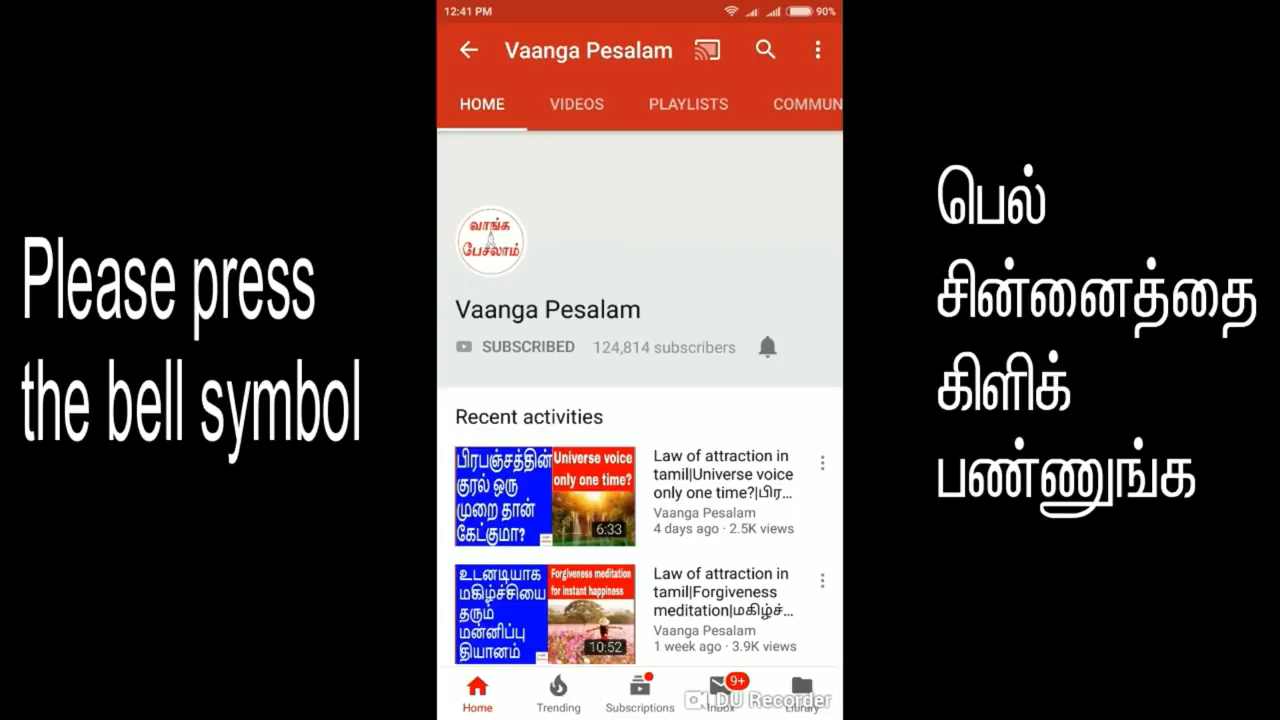 12:41 PM
90%
Vaanga Pesalam
HOME
VIDEOS
PLAYLISTS
COMMUN
Please press
the bell symbol
வாங்க
பேசலாம்
Vaanga Pesalam
SUBSCRIBED
124,814 subscribers
Recent activities
பிரபஞ்சத்தின்
குரல் ஒரு
முறை தான்
கேட்குமா?
Universe voice
only one time?
6:33
Law of attraction in
tamil|Universe voice
only one time?|பிர...
Vaanga Pesalam
4 days ago · 2.5K views
உடனடியாக
மகிழ்ச்சியை
தரும்
மன்னிப்பு
தியானம்
Forgiveness meditation
for instant happiness
10:52
Law of attraction in
tamil|Forgiveness
meditation|மகிழ்ச்...
Vaanga Pesalam
1 week ago · 3.9K views
Home
Trending
Subscriptions
9+
Inbox
Library
DU Recorder
பெல்
சின்னைத்தை
கிளிக்
பண்ணுங்க